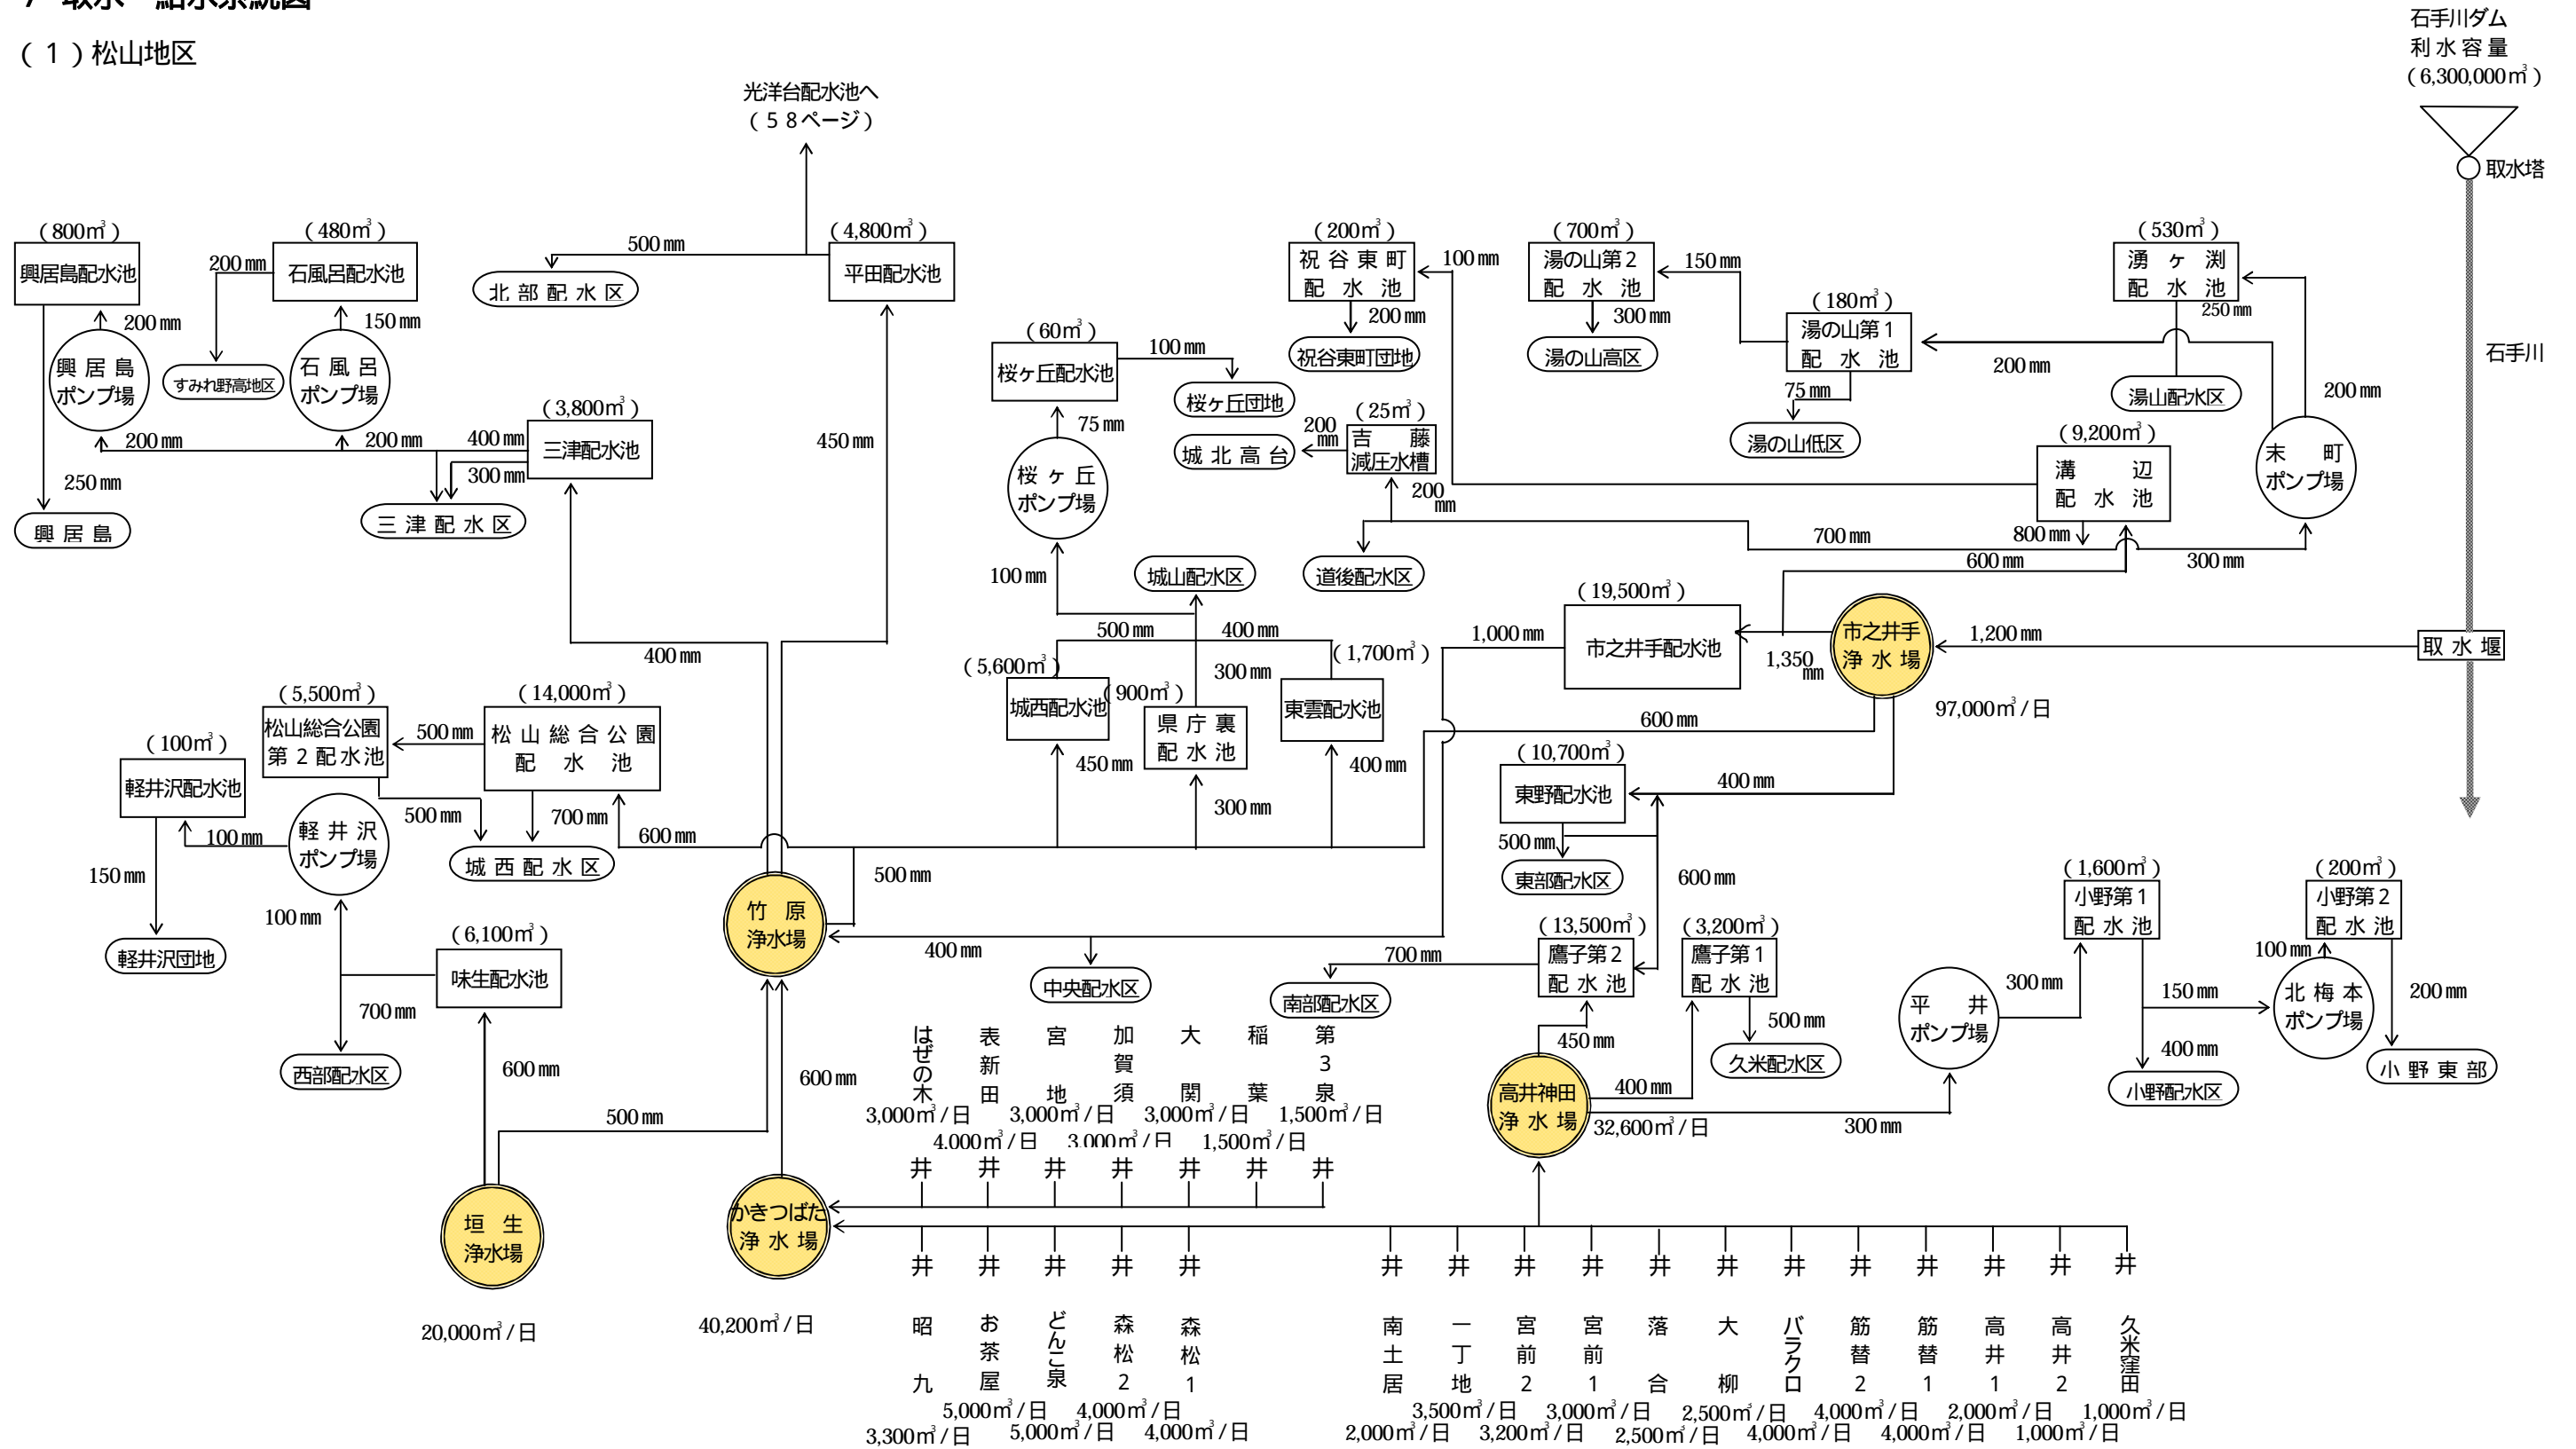 (1)松山地区
石手川ダム
利水容量
(6,300,000㎥)
取水塔
石手川
取水堰
光洋台配水池へ
(58ページ)
(800㎥)
興居島配水池
200㎜
興居島
ポンプ場
250㎜
興居島
(480㎥)
石風呂配水池
200㎜
150㎜
すみれ野高地区
石風呂
ポンプ場
200㎜
200㎜
400㎜
300㎜
(3,800㎥)
三津配水池
三津配水区
500㎜
北部配水区
(4,800㎥)
平田配水池
450㎜
400㎜
(60㎥)
桜ヶ丘配水池
100㎜
桜ヶ丘団地
75㎜
桜ヶ丘
ポンプ場
100㎜
(200㎥)
祝谷東町
配水池
100㎜
200㎜
祝谷東町団地
(25㎥)
吉藤
減圧水槽
200
㎜
城北高台
200
㎜
(700㎥)
湯の山第2
配水池
150㎜
300㎜
湯の山高区
(180㎥)
湯の山第1
配水池
75㎜
湯の山低区
200㎜
(530㎥)
湧ヶ渕
配水池
250㎜
湯山配水区
200㎜
末町
ポンプ場
(9,200㎥)
溝辺
配水池
800㎜
700㎜
600㎜
300㎜
道後配水区
城山配水区
500㎜
400㎜
300㎜
(5,600㎥)
城西配水池
(900㎥)
県庁裏
配水池
(1,700㎥)
東雲配水池
450㎜
300㎜
400㎜
1,000㎜
(19,500㎥)
市之井手配水池
1,350
㎜
市之井手
浄水場
1,200㎜
97,000㎥/日
600㎜
400㎜
(5,500㎥)
松山総合公園
第2配水池
500㎜
(14,000㎥)
松山総合公園
配水池
500㎜
700㎜
600㎜
城西配水区
(100㎥)
軽井沢配水池
100㎜
軽井沢
ポンプ場
150㎜
軽井沢団地
100㎜
(6,100㎥)
味生配水池
700㎜
西部配水区
600㎜
500㎜
垣生
浄水場
20,000㎥/日
竹原
浄水場
500㎜
400㎜
中央配水区
600㎜
かきつばた
浄水場
40,200㎥/日
(10,700㎥)
東野配水池
500㎜
東部配水区
600㎜
(13,500㎥)
鷹子第2
配水池
700㎜
南部配水区
450㎜
(3,200㎥)
鷹子第1
配水池
500㎜
久米配水区
400㎜
高井神田
浄水場
32,600㎥/日
300㎜
平井
ポンプ場
300㎜
(1,600㎥)
小野第1
配水池
150㎜
400㎜
小野配水区
(200㎥)
小野第2
配水池
100㎜
北梅本
ポンプ場
200㎜
小野東部
はぜの木
表新田
宮地
加賀須
大関
稲葉
第3泉
3,000㎥/日
3,000㎥/日
3,000㎥/日
1,500㎥/日
4,000㎥/日
3,000㎥/日
1,500㎥/日
井 井 井 井 井 井 井
井 井 井 井 井
昭九
お茶屋
どんこ泉
森松2
森松1
5,000㎥/日
4,000㎥/日
3,300㎥/日
5,000㎥/日
4,000㎥/日
井 井 井 井 井 井 井 井 井 井 井 井
南土居
一丁地
宮前2
宮前1
落合
大柳
バラクロ
筋替2
筋替1
高井1
高井2
久米窪田
3,500㎥/日
3,000㎥/日
2,500㎥/日
4,000㎥/日
2,000㎥/日
1,000㎥/日
2,000㎥/日
3,200㎥/日
2,500㎥/日
4,000㎥/日
4,000㎥/日
1,000㎥/日